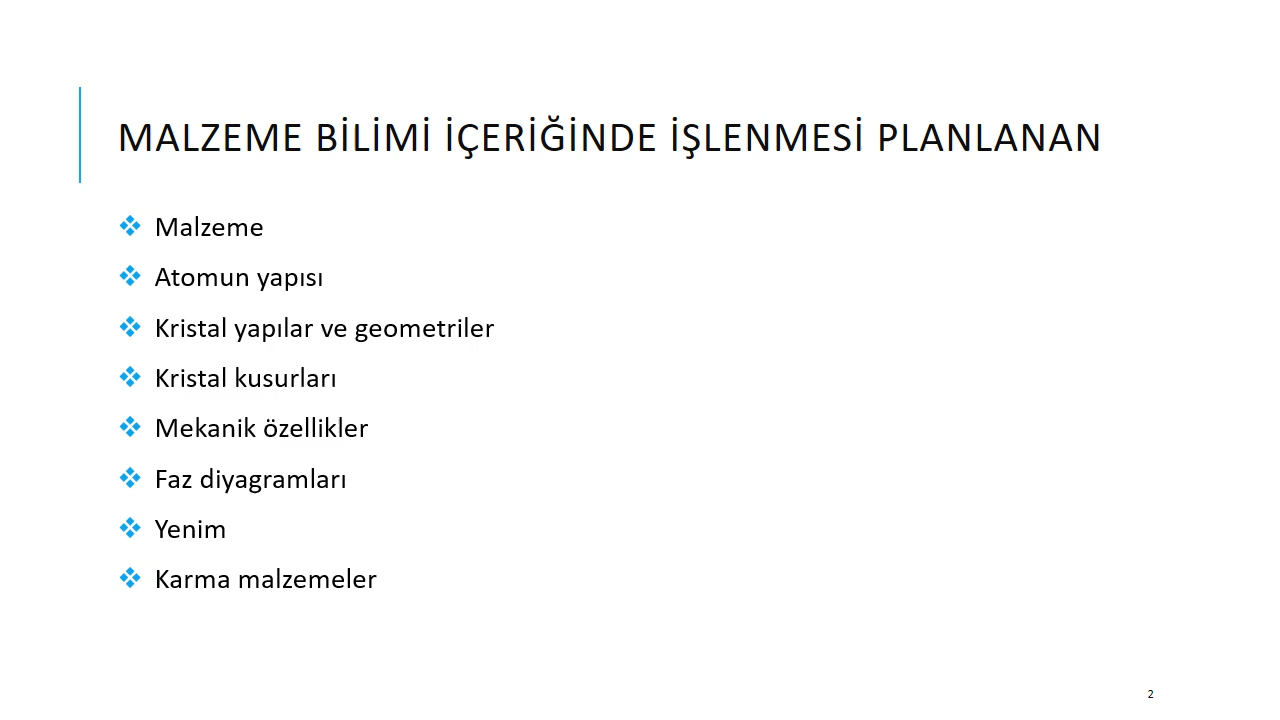 MALZEME BİLİMİ İÇERİĞİNDE İŞLENMESİ PLANLANAN
Malzeme
Atomun yapısı
Kristal yapılar ve geometriler
Kristal kusurları
Mekanik özellikler
Faz diyagramları
Yenim
Karma malzemeler
2